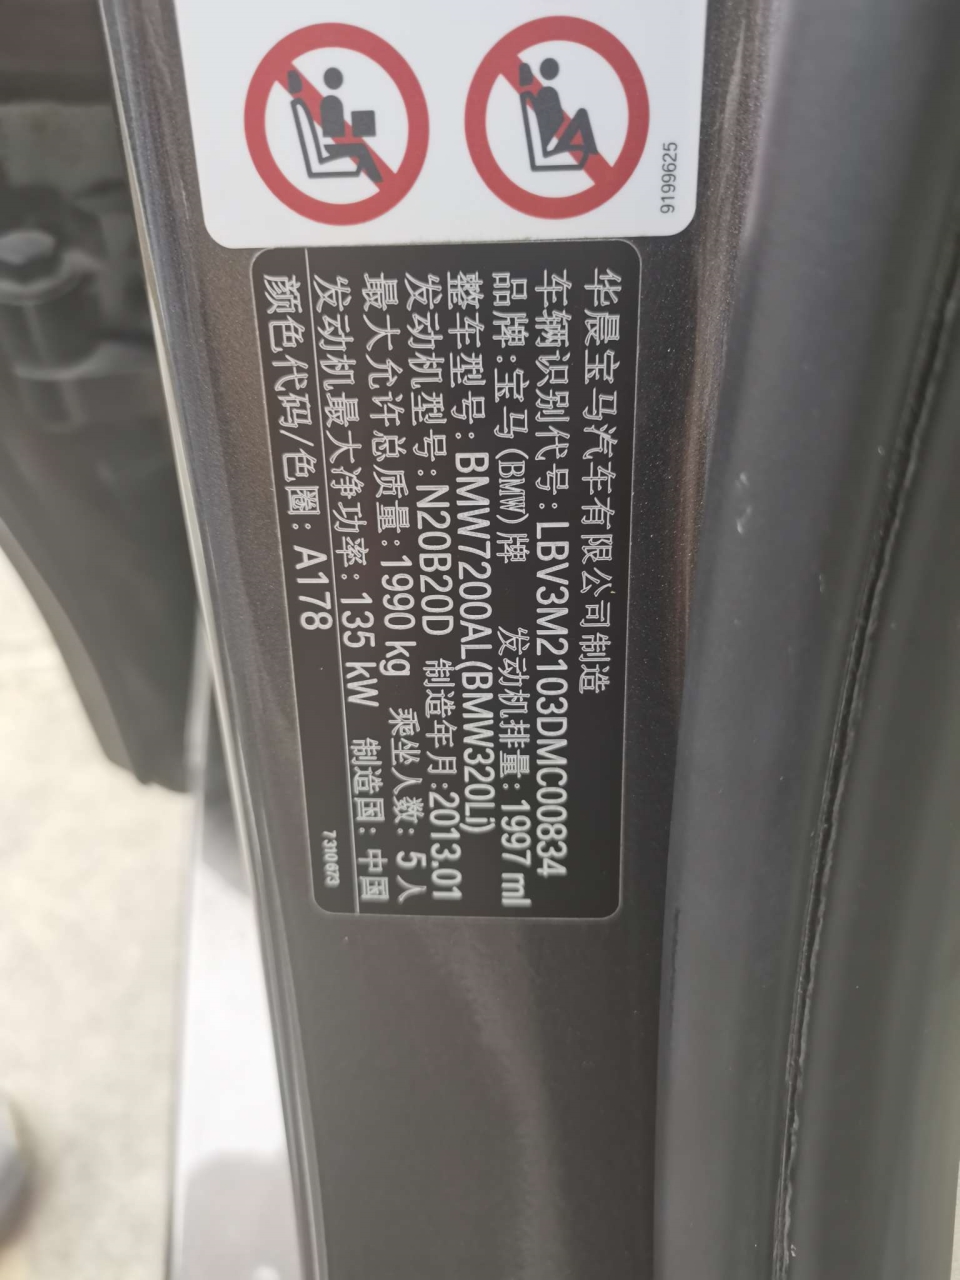 9199625
华晨宝马汽车有限公司制造
车辆识别代号:LBV3M2103DMC00834
品牌:宝马(BMW)牌 发动机排量:1997 ml
整车型号:BMW7200AL(BMW320Li)
发动机型号:N20B20D 制造年月:2013.01
最大允许总质量:1990 kg 乘坐人数: 5 人
发动机最大净功率:135 kW 制造国:中国
颜色代码/色圈: A178
7310673